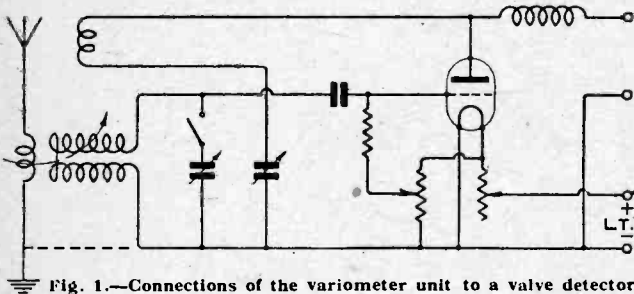 +
L.T.
−
Fig. 1.—Connections of the variometer unit to a valve detector